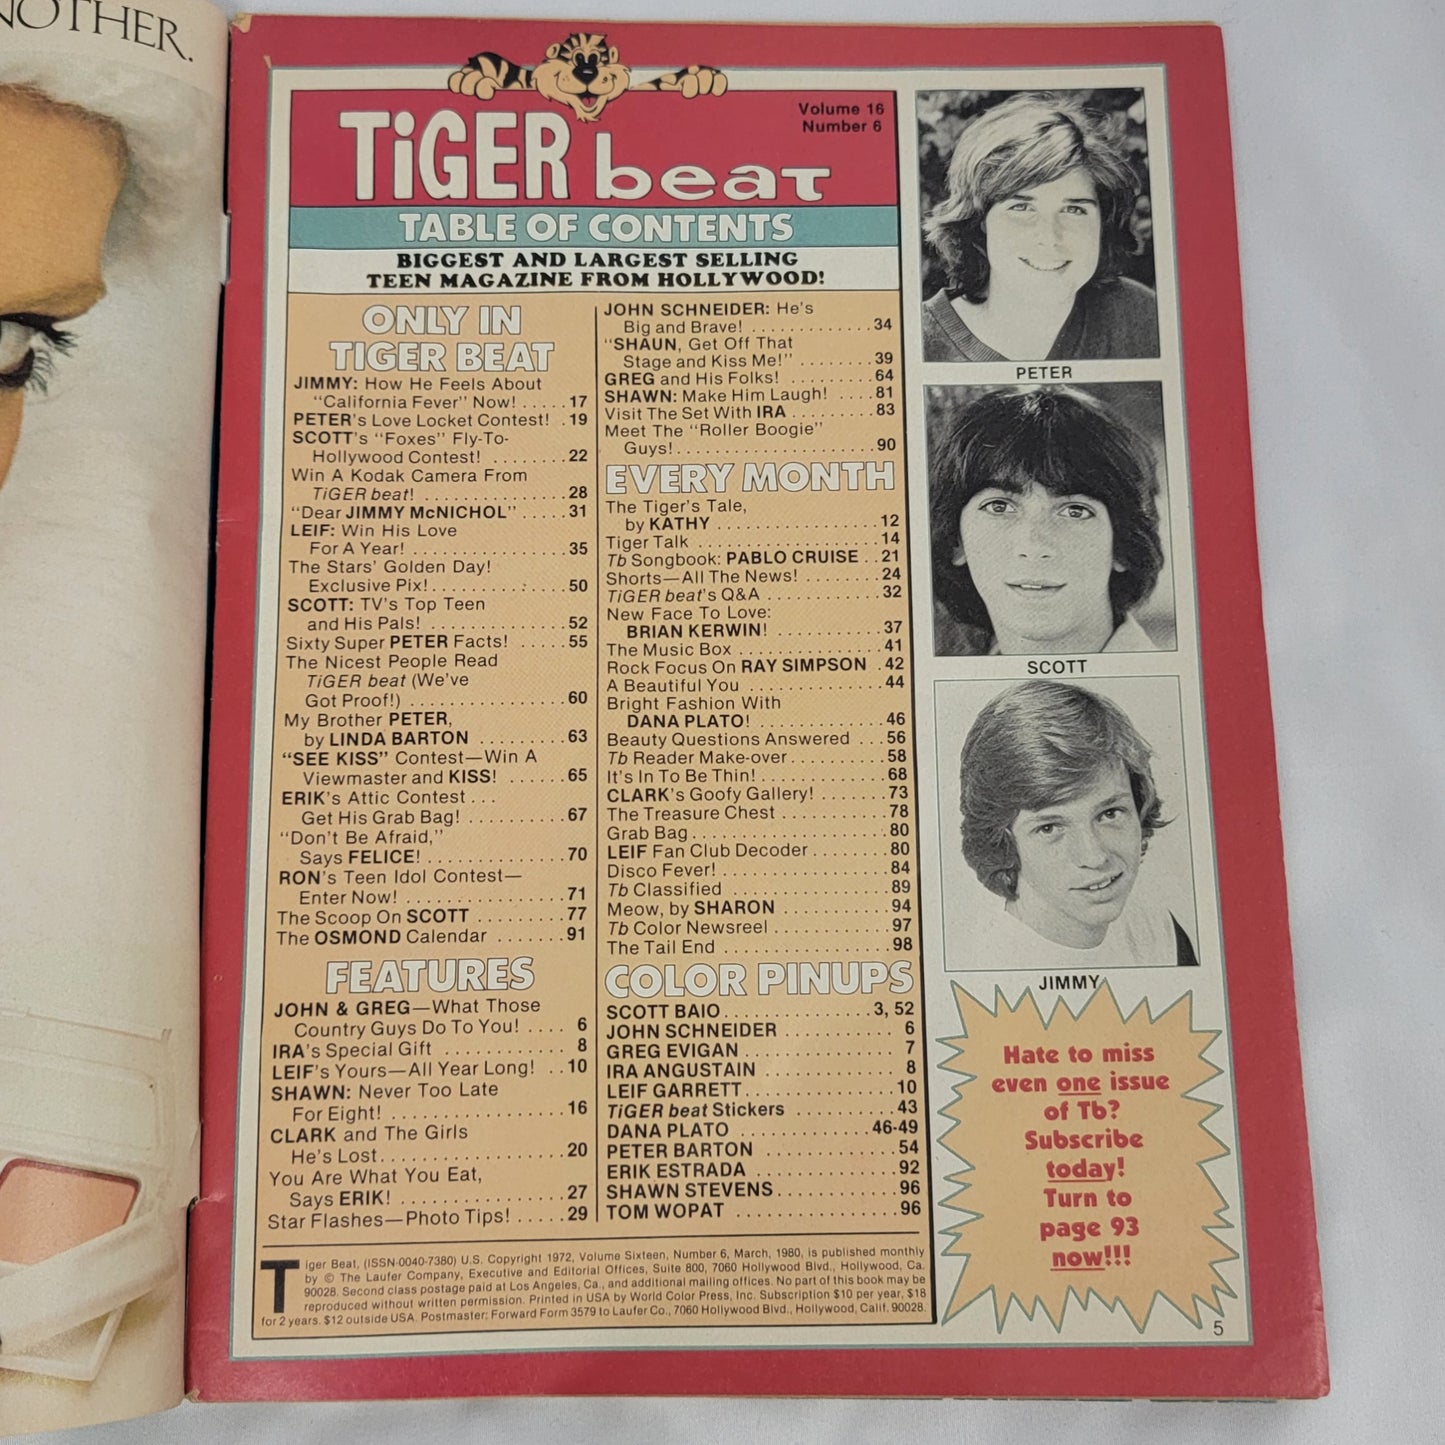 NOTHER.
TiGER beat
Volume 16
Number 6
TABLE OF CONTENTS
BIGGEST AND LARGEST SELLING
TEEN MAGAZINE FROM HOLLYWOOD!
ONLY IN
TIGER BEAT
JIMMY: How He Feels About
"California Fever" Now! ..... 17
PETER's Love Locket Contest! . 19
SCOTT's "Foxes" Fly-To-
Hollywood Contest! ........ 22
Win A Kodak Camera From
TiGER beat! ............... 28
"Dear JIMMY McNICHOL" ..... 31
LEIF: Win His Love
For A Year! ................ 35
The Stars' Golden Day!
Exclusive Pix! .............. 50
SCOTT: TV's Top Teen
and His Pals! .............. 52
Sixty Super PETER Facts! ..... 55
The Nicest People Read
TiGER beat (We've
Got Proof!) ................ 60
My Brother PETER,
by LINDA BARTON ......... 63
"SEE KISS" Contest—Win A
Viewmaster and KISS! ...... 65
ERIK's Attic Contest ...
Get His Grab Bag! .......... 67
"Don't Be Afraid,"
Says FELICE! .............. 70
RON's Teen Idol Contest—
Enter Now! ................. 71
The Scoop On SCOTT ......... 77
The OSMOND Calendar ....... 91
FEATURES
JOHN & GREG—What Those
Country Guys Do To You! .... 6
IRA's Special Gift ............ 8
LEIF's Yours—All Year Long! .. 10
SHAWN: Never Too Late
For Eight! .................. 16
CLARK and The Girls
He's Lost .................. 20
You Are What You Eat,
Says ERIK! ................ 27
Star Flashes—Photo Tips! ..... 29
JOHN SCHNEIDER: He's
Big and Brave! ............. 34
"SHAUN, Get Off That
Stage and Kiss Me!" ........ 39
GREG and His Folks! ......... 64
SHAWN: Make Him Laugh! .... 81
Visit The Set With IRA ......... 83
Meet The "Roller Boogie"
Guys! ...................... 90
EVERY MONTH
The Tiger's Tale,
by KATHY ................. 12
Tiger Talk ................... 14
Tb Songbook: PABLO CRUISE .. 21
Shorts—All The News! ........ 24
TiGER beat's Q&A ............ 32
New Face To Love:
BRIAN KERWIN! ........... 37
The Music Box ............... 41
Rock Focus On RAY SIMPSON . 42
A Beautiful You .............. 44
Bright Fashion With
DANA PLATO! ............. 46
Beauty Questions Answered ... 56
Tb Reader Make-over .......... 58
It's In To Be Thin! ............. 68
CLARK's Goofy Gallery! ....... 73
The Treasure Chest ........... 78
Grab Bag .................... 80
LEIF Fan Club Decoder ........ 80
Disco Fever! ................. 84
Tb Classified ................ 89
Meow, by SHARON .......... 94
Tb Color Newsreel ............ 97
The Tail End ................. 98
COLOR PINUPS
SCOTT BAIO ............... 3, 52
JOHN SCHNEIDER .......... 6
GREG EVIGAN .............. 7
IRA ANGUSTAIN ............ 8
LEIF GARRETT .............. 10
TiGER beat Stickers .......... 43
DANA PLATO ............ 46-49
PETER BARTON ............ 54
ERIK ESTRADA ............. 92
SHAWN STEVENS ........... 96
TOM WOPAT ............... 96
Tiger Beat, (ISSN-0040-7380) U.S. Copyright 1972, Volume Sixteen, Number 6, March, 1980, is published monthly
by © The Laufer Company, Executive and Editorial Offices, Suite 800, 7060 Hollywood Blvd., Hollywood, Ca.
90028. Second class postage paid at Los Angeles, Ca., and additional mailing offices. No part of this book may be
reproduced without written permission. Printed in USA by World Color Press, Inc. Subscription $10 per year, $18
for 2 years. $12 outside USA. Postmaster: Forward Form 3579 to Laufer Co., 7060 Hollywood Blvd., Hollywood, Calif. 90028.
PETER
SCOTT
JIMMY
Hate to miss
even one issue
of Tb?
Subscribe
today!
Turn to
page 93
now!!!
5